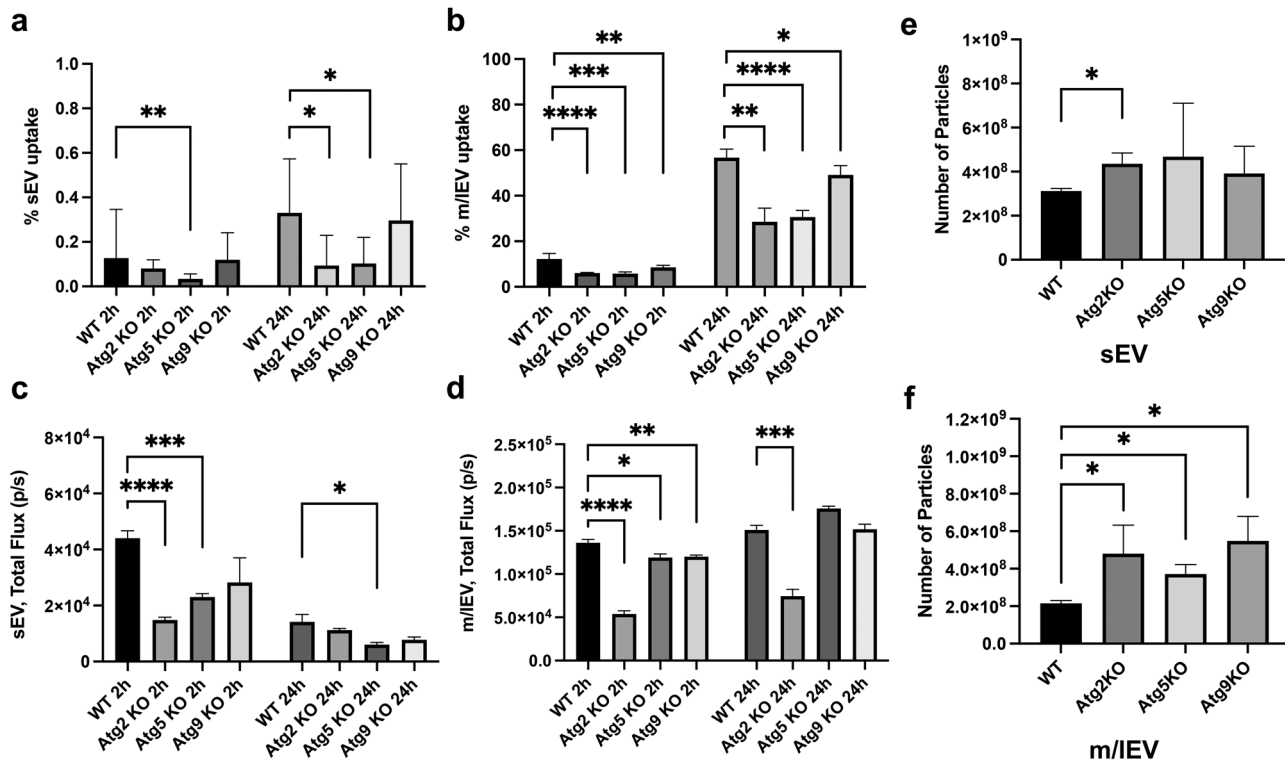 a
% sEV uptake
1.0
0.8
0.6
0.4
0.2
0.0
**
*
*
WT 2h
Atg2 KO 2h
Atg5 KO 2h
Atg9 KO 2h
WT 24h
Atg2 KO 24h
Atg5 KO 24h
Atg9 KO 24h
b
% m/lEV uptake
100
80
60
40
20
0
**
***
****
*
****
**
WT 2h
Atg2 KO 2h
Atg5 KO 2h
Atg9 KO 2h
WT 24h
Atg2 KO 24h
Atg5 KO 24h
Atg9 KO 24h
e
Number of Particles
1×10⁹
8×10⁸
6×10⁸
4×10⁸
2×10⁸
0
*
WT
Atg2KO
Atg5KO
Atg9KO
sEV
c
sEV, Total Flux (p/s)
8×10⁴
6×10⁴
4×10⁴
2×10⁴
0
***
****
*
WT 2h
Atg2 KO 2h
Atg5 KO 2h
Atg9 KO 2h
WT 24h
Atg2 KO 24h
Atg5 KO 24h
Atg9 KO 24h
d
m/lEV, Total Flux (p/s)
2.5×10⁵
2.0×10⁵
1.5×10⁵
1.0×10⁵
5.0×10⁴
0.0
**
*
****
***
WT 2h
Atg2 KO 2h
Atg5 KO 2h
Atg9 KO 2h
WT 24h
Atg2 KO 24h
Atg5 KO 24h
Atg9 KO 24h
f
Number of Particles
1.2×10⁹
1.0×10⁹
8.0×10⁸
6.0×10⁸
4.0×10⁸
2.0×10⁸
0.0
*
*
*
WT
Atg2KO
Atg5KO
Atg9KO
m/lEV